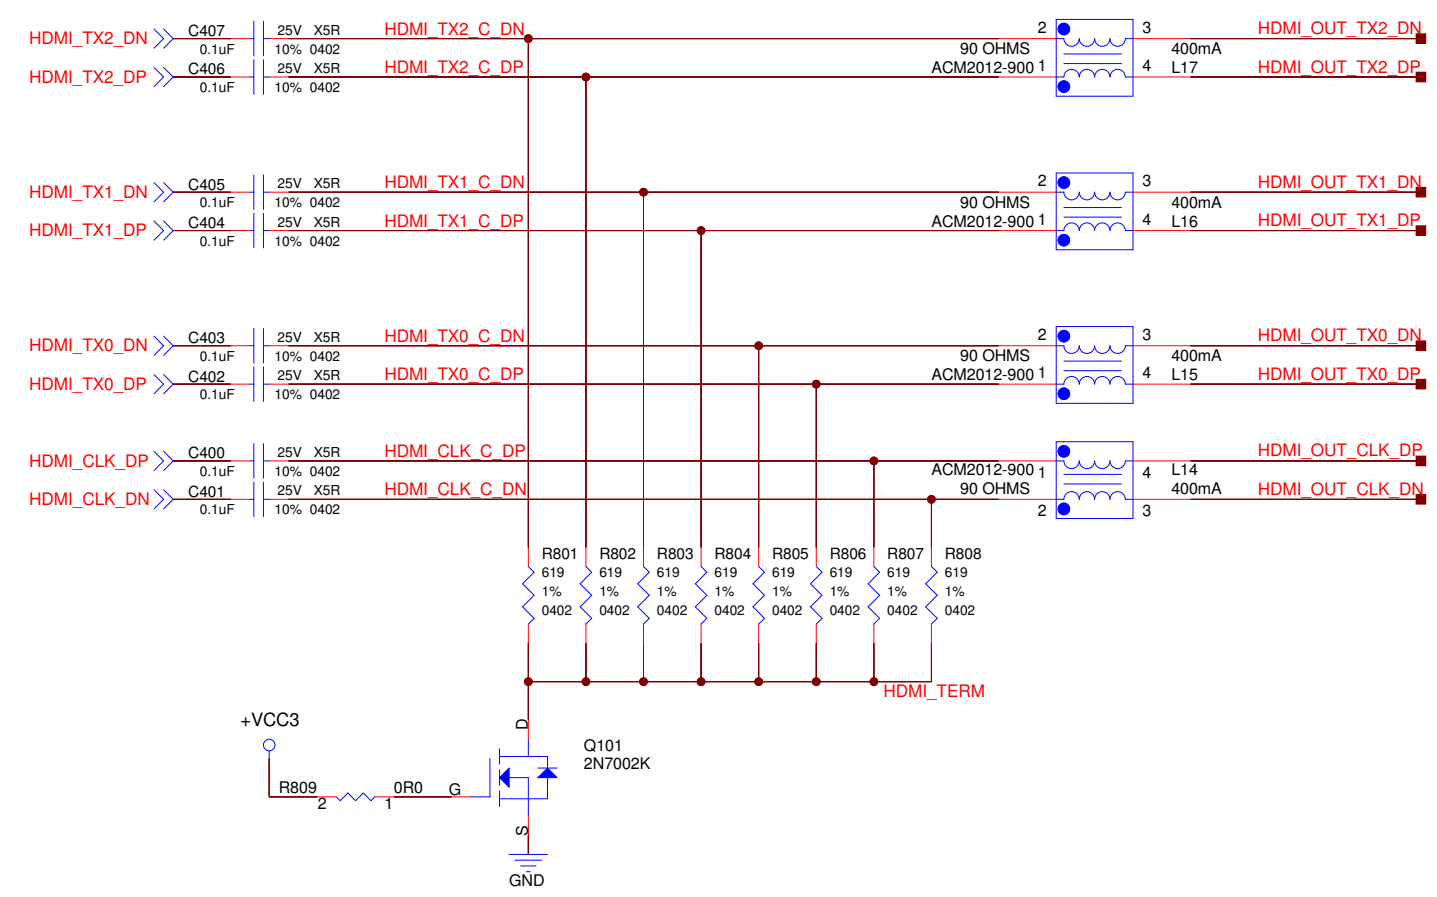 HDMI_TX2_DN C407 25V X5R HDMI_TX2_C_DN 2 3 HDMI_OUT_TX2_DN
0.1uF 10% 0402 90 OHMS 400mA
HDMI_TX2_DP C406 25V X5R HDMI_TX2_C_DP ACM2012-900 1 4 L17 HDMI_OUT_TX2_DP
0.1uF 10% 0402
HDMI_TX1_DN C405 25V X5R HDMI_TX1_C_DN 2 3 HDMI_OUT_TX1_DN
0.1uF 10% 0402 90 OHMS 400mA
HDMI_TX1_DP C404 25V X5R HDMI_TX1_C_DP ACM2012-900 1 4 L16 HDMI_OUT_TX1_DP
0.1uF 10% 0402
HDMI_TX0_DN C403 25V X5R HDMI_TX0_C_DN 2 3 HDMI_OUT_TX0_DN
0.1uF 10% 0402 90 OHMS 400mA
HDMI_TX0_DP C402 25V X5R HDMI_TX0_C_DP ACM2012-900 1 4 L15 HDMI_OUT_TX0_DP
0.1uF 10% 0402
HDMI_CLK_DP C400 25V X5R HDMI_CLK_C_DP HDMI_OUT_CLK_DP
0.1uF 10% 0402 ACM2012-900 1 4 L14
HDMI_CLK_DN C401 25V X5R HDMI_CLK_C_DN 90 OHMS 400mA HDMI_OUT_CLK_DN
0.1uF 10% 0402 2 3
R801 R802 R803 R804 R805 R806 R807 R808
619 619 619 619 619 619 619 619
1% 1% 1% 1% 1% 1% 1% 1%
0402 0402 0402 0402 0402 0402 0402 0402
HDMI_TERM
+VCC3
D
Q101
2N7002K
R809 0R0 G
2 1
S
GND